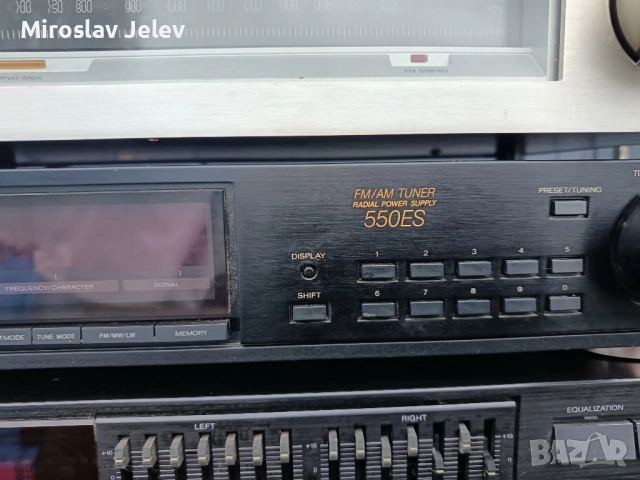 Miroslav Jelev
FM STEREO
FM/AM TUNER
RADIAL POWER SUPPLY
550ES
PRESET/TUNING
DISPLAY
1 2 3 4 5
SHIFT
6 7 8 9 0
FREQUENCY/CHARACTER SIGNAL
MODE TUNE MODE FM/MW/LW MEMORY
LEFT RIGHT
EQUALIZATION
+10 +10 +10
0 0 0
BAZAR